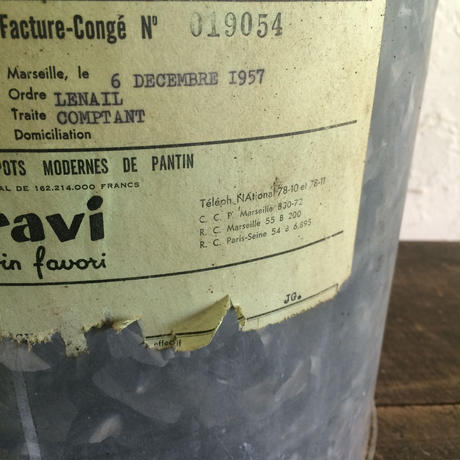 Facture-Congé Nº 019054
Marseille, le 6 DECEMBRE 1957
Ordre LENAIL
Traite COMPTANT
Domiciliation
POTS MODERNES DE PANTIN
AL DE 162.214.000 FRANCS
ravi
in favori
Téléph. NAtional 78-10 et 78-11
C. C. P. Marseille 830-72
R. C. Marseille 55 B 200
R. C. Paris-Seine 54 B 6.895
JG.
effectif